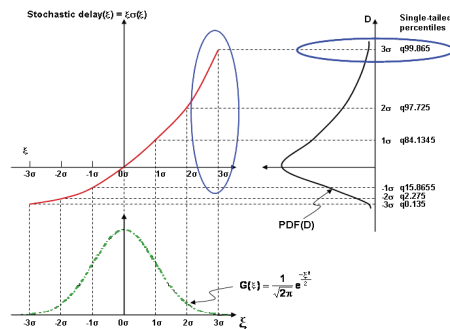 Stochastic delay(ξ) = ξσ(ξ)
D
Single-tailed
percentiles
3σ q99.865
2σ q97.725
1σ q84.1345
ξ
-3σ -2σ -1σ 0σ 1σ 2σ 3σ
-1σ q15.8655
-2σ q2.275
-3σ q0.135
PDF(D)
G(ξ) = 1/√2π e^(-ξ²/2)
-3σ -2σ -1σ 0σ 1σ 2σ 3σ ξ